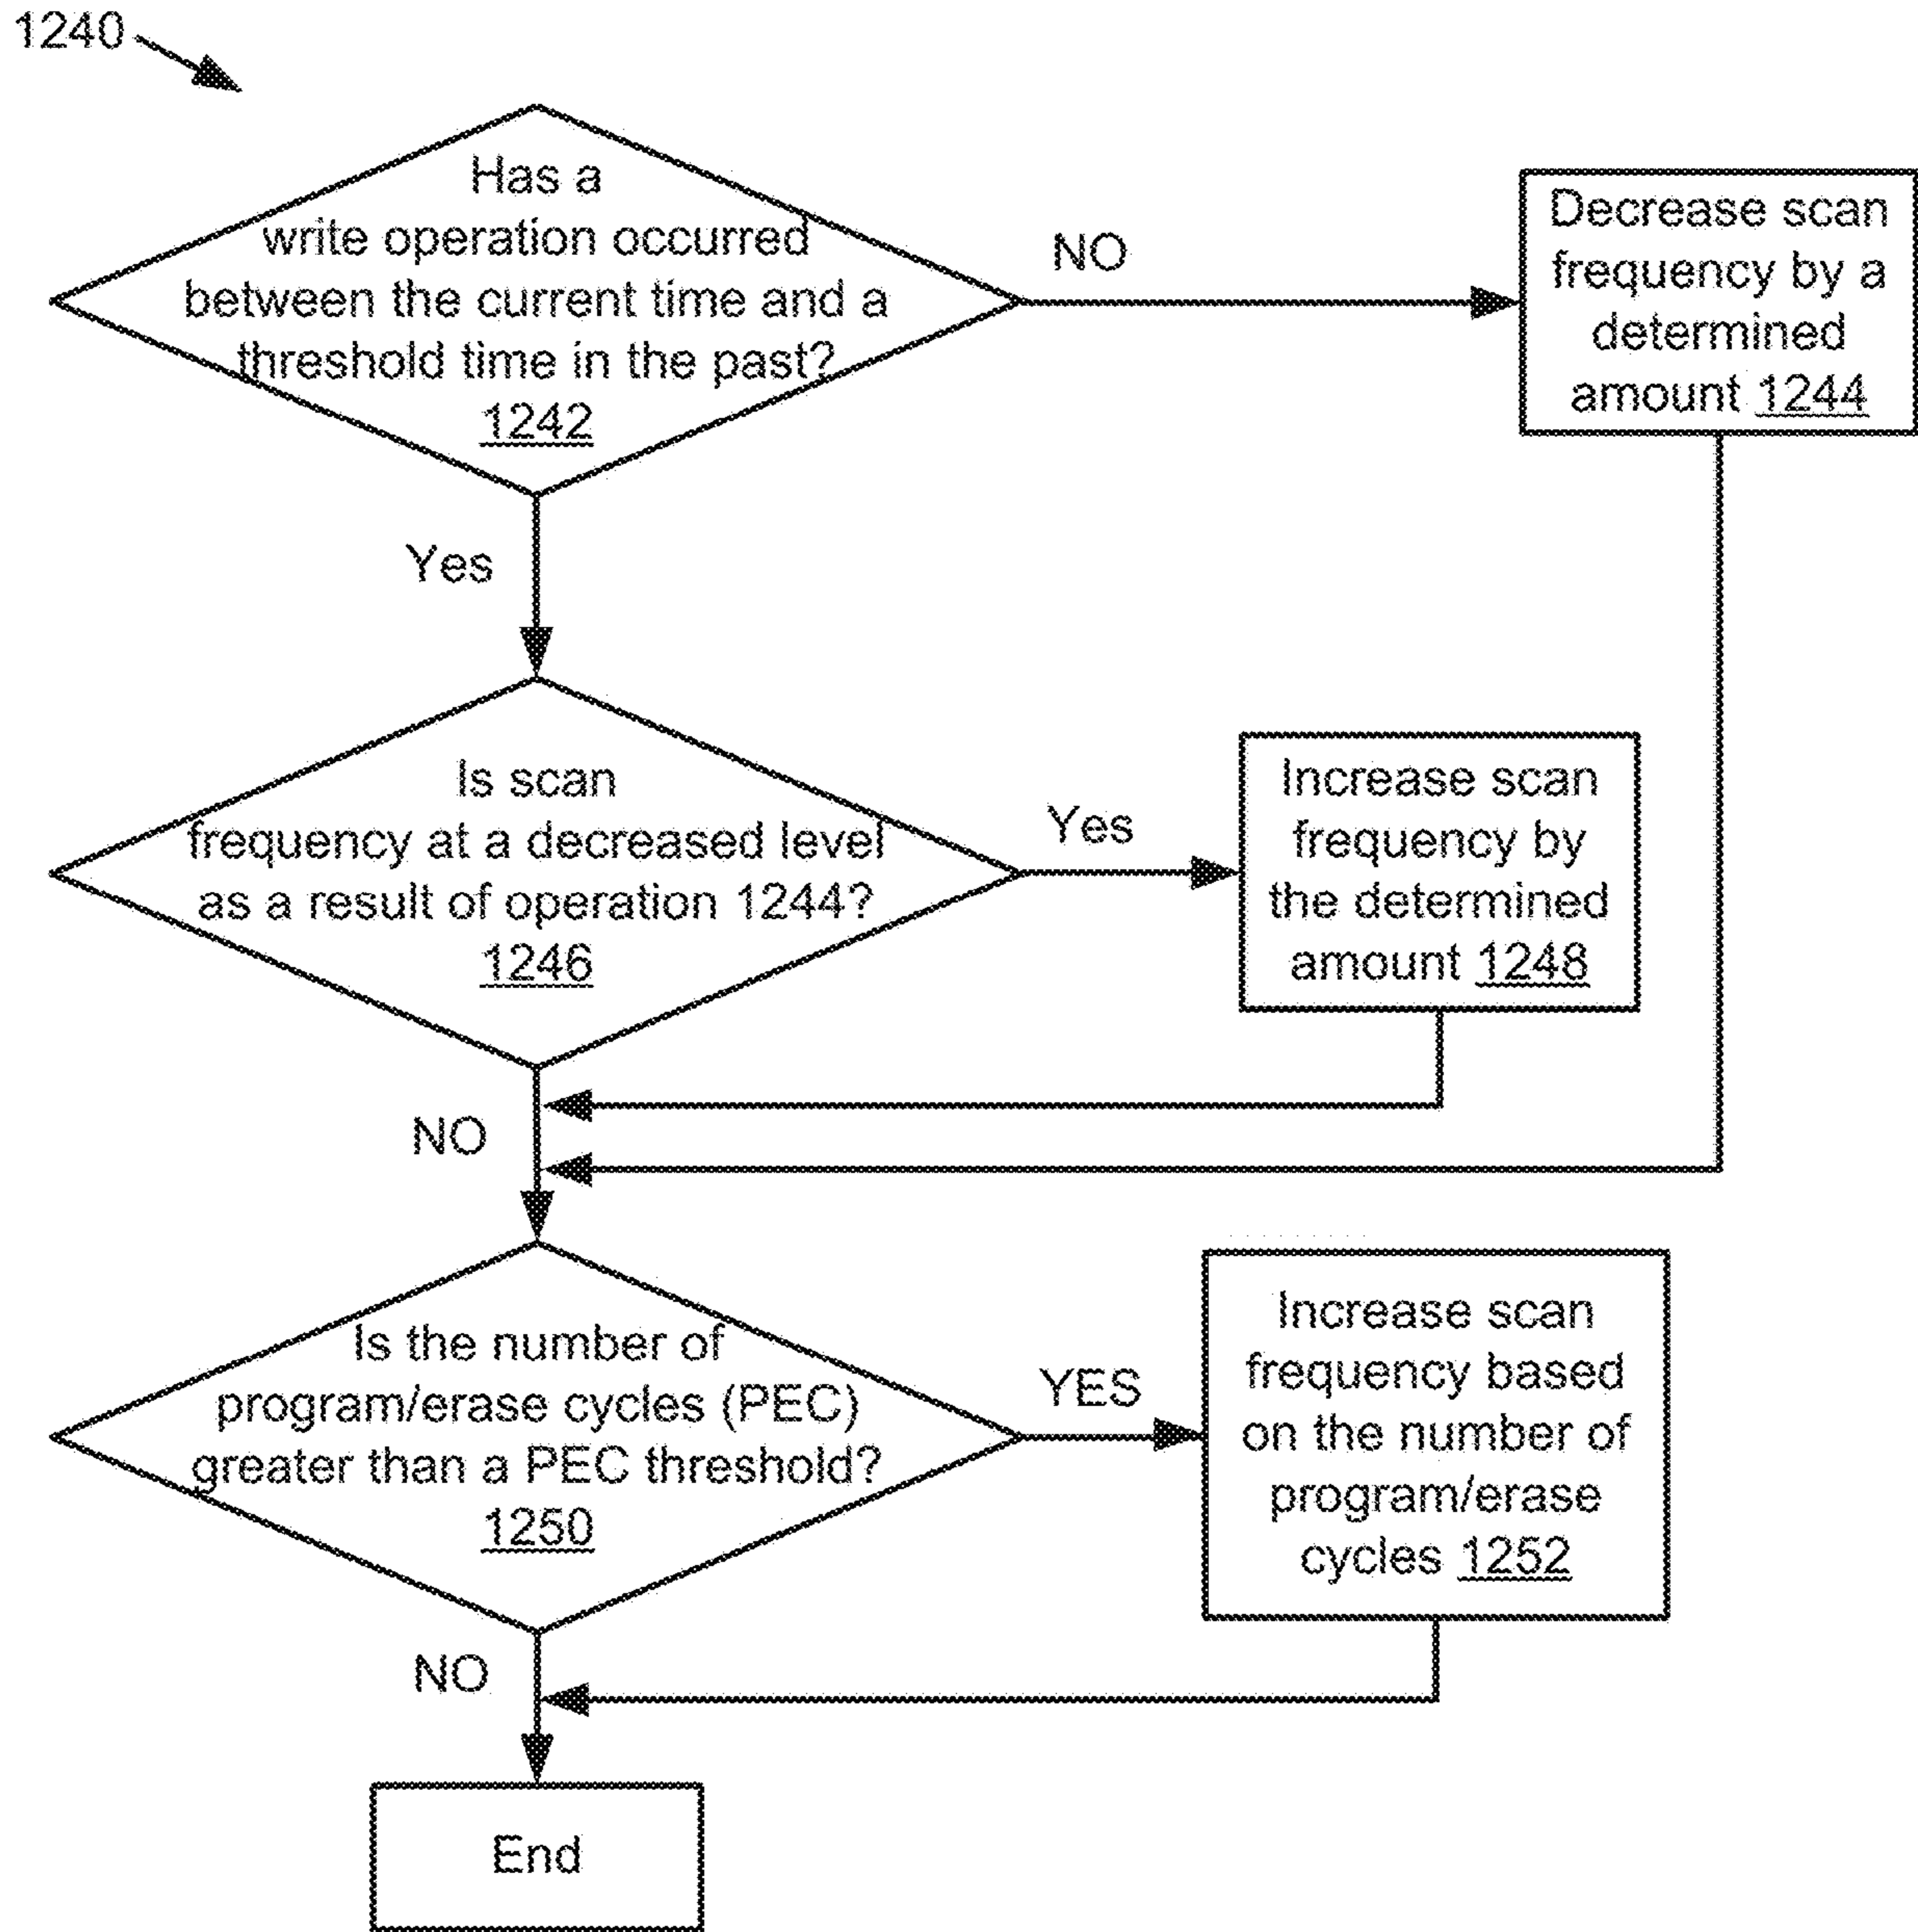 1240
Has a
write operation occurred
between the current time and a
threshold time in the past?
1242
NO
Decrease scan
frequency by a
determined
amount 1244
Yes
Is scan
frequency at a decreased level
as a result of operation 1244?
1246
Yes
Increase scan
frequency by
the determined
amount 1248
NO
Is the number of
program/erase cycles (PEC)
greater than a PEC threshold?
1250
YES
Increase scan
frequency based
on the number of
program/erase
cycles 1252
NO
End